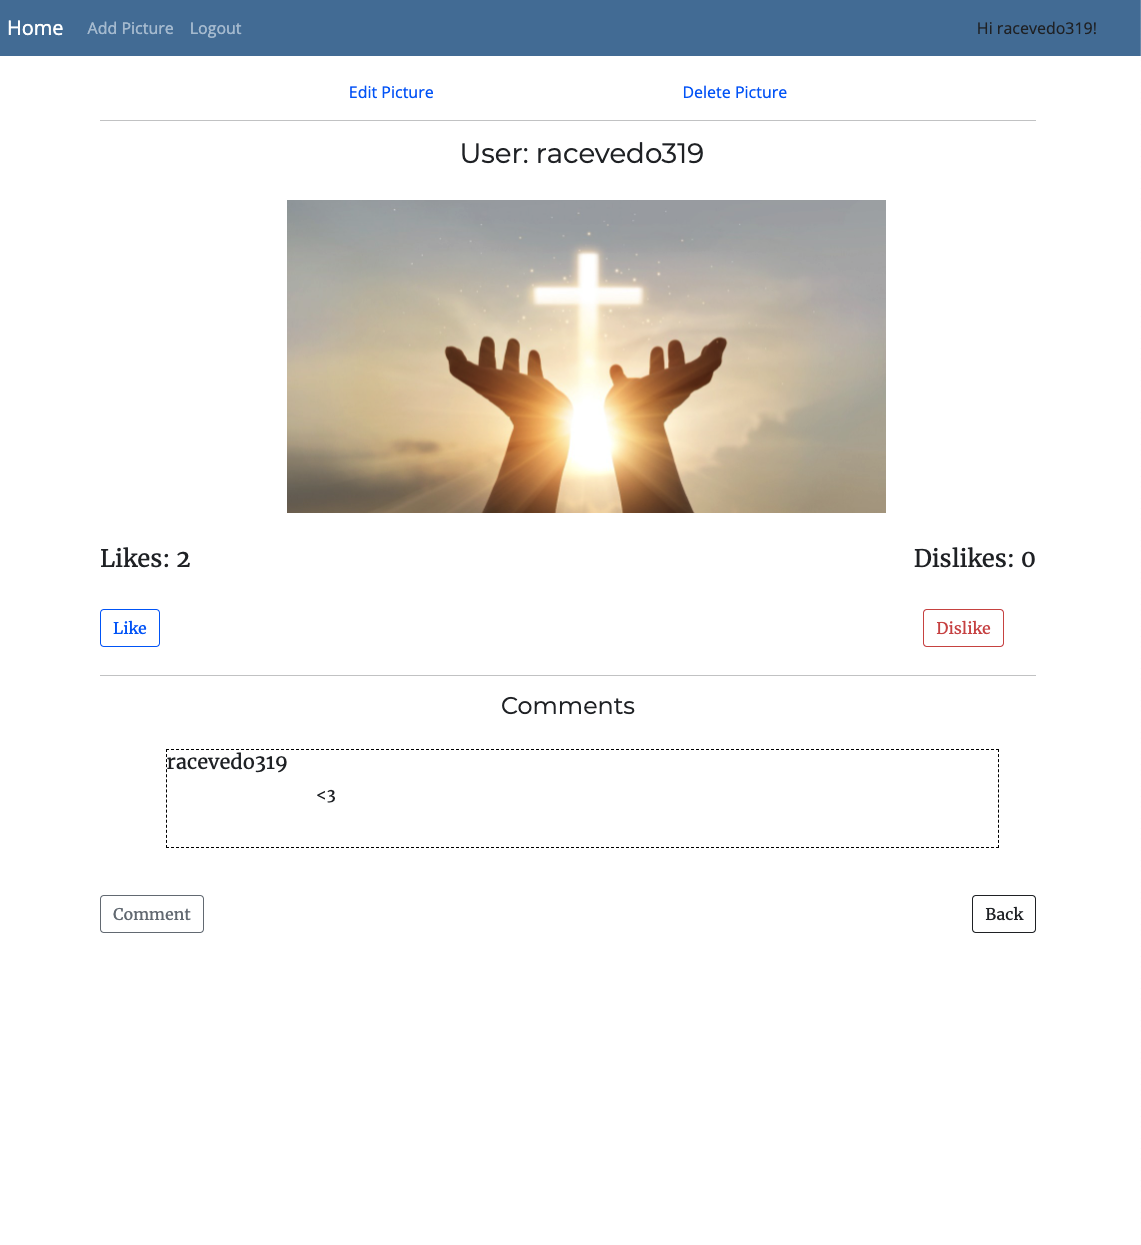 Home Add Picture Logout Hi racevedo319!
Edit Picture Delete Picture
User: racevedo319
Likes: 2 Dislikes: 0
Like Dislike
Comments
racevedo319
<3
Comment Back